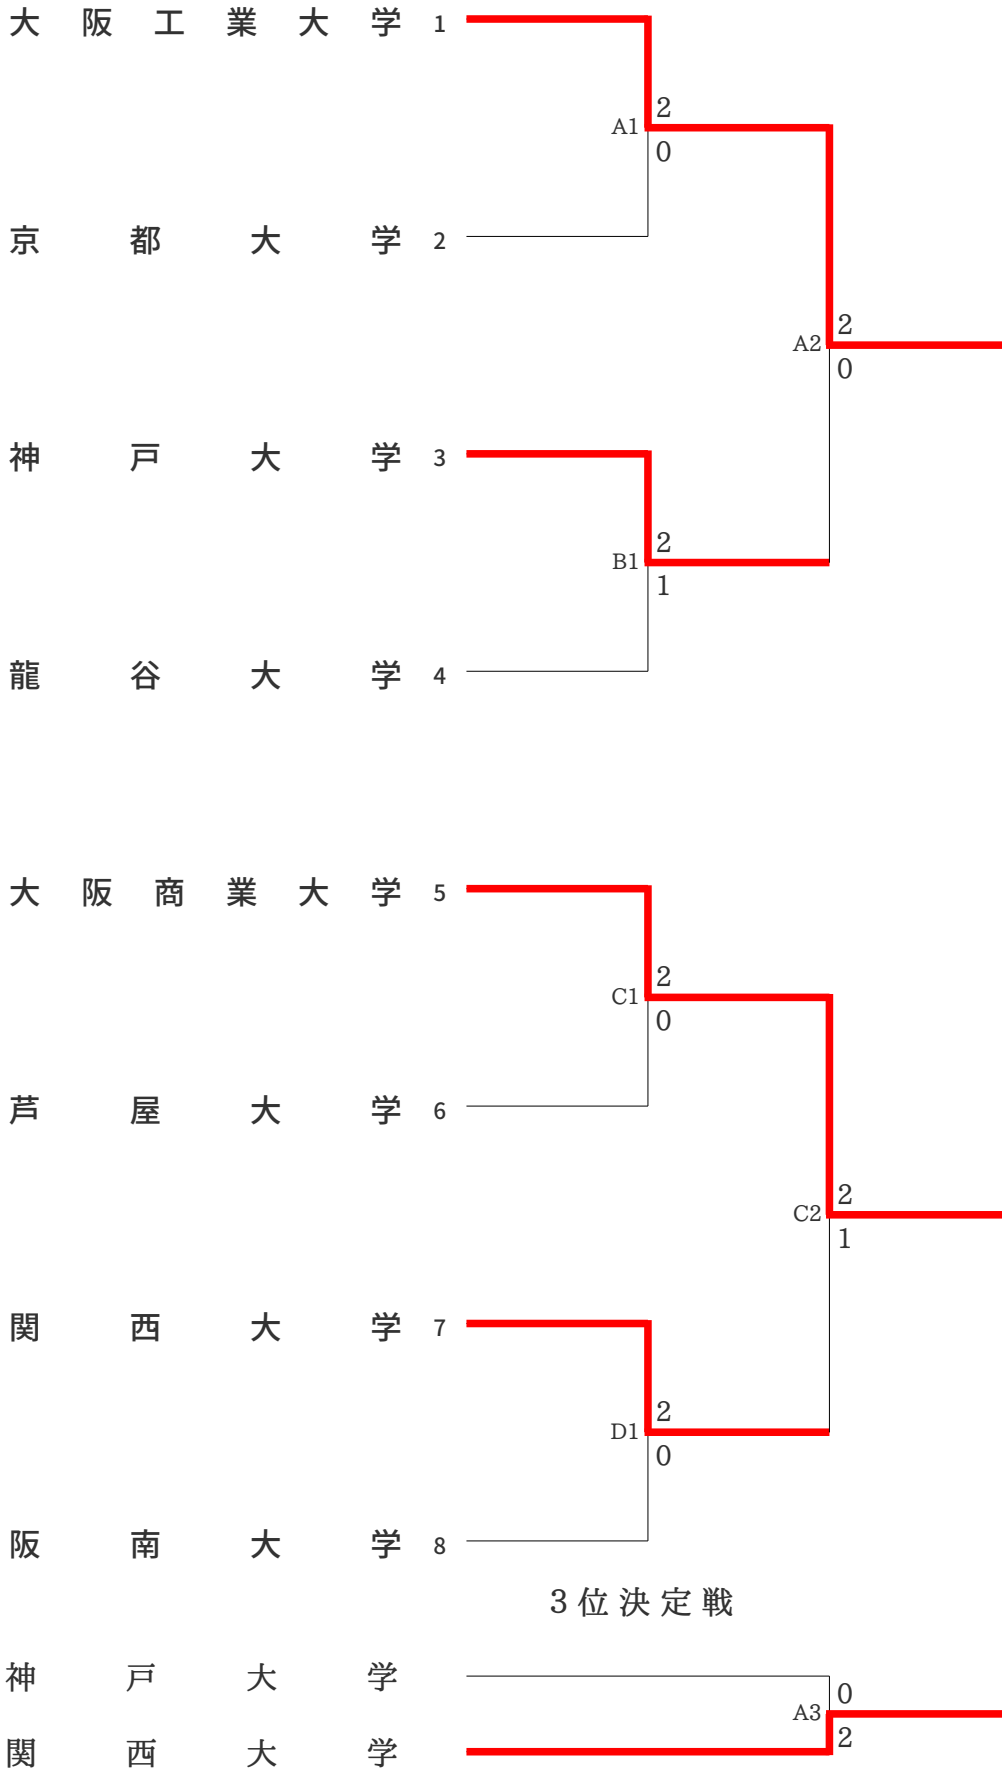 大阪工業大学 1
2
A1
0
京都大学 2
2
A2
0
神戸大学 3
2
B1
1
龍谷大学 4
大阪商業大学 5
2
C1
0
芦屋大学 6
2
C2
1
関西大学 7
2
D1
0
阪南大学 8
3位決定戦
神戸大学
0
A3
2
関西大学